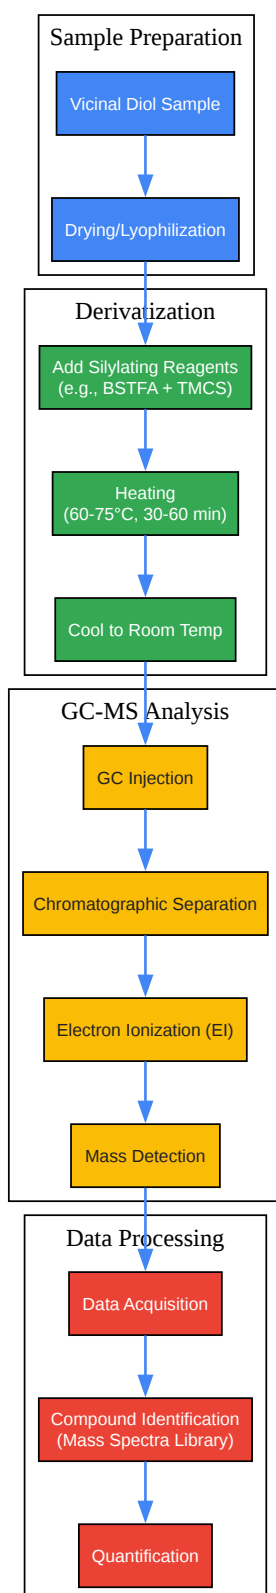 Sample Preparation
Vicinal Diol Sample
Drying/Lyophilization
Derivatization
Add Silylating Reagents
(e.g., BSTFA + TMCS)
Heating
(60-75°C, 30-60 min)
Cool to Room Temp
GC-MS Analysis
GC Injection
Chromatographic Separation
Electron Ionization (EI)
Mass Detection
Data Processing
Data Acquisition
Compound Identification
(Mass Spectra Library)
Quantification